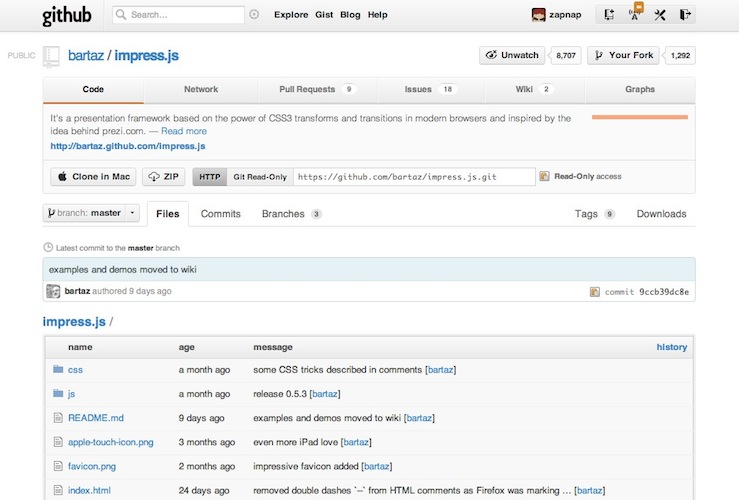 github Search... Explore Gist Blog Help zapnap
PUBLIC bartaz / impress.js Unwatch 8,707 Your Fork 1,292
Code Network Pull Requests 9 Issues 18 Wiki 2 Graphs
It's a presentation framework based on the power of CSS3 transforms and transitions in modern browsers and inspired by the
idea behind prezi.com. — Read more
http://bartaz.github.com/impress.js
Clone in Mac ZIP HTTP Git Read-Only https://github.com/bartaz/impress.js.git Read-Only access
branch: master Files Commits Branches 3 Tags 9 Downloads
Latest commit to the master branch
examples and demos moved to wiki
bartaz authored 9 days ago commit 9ccb39dc8e
impress.js /
name age message history
css a month ago some CSS tricks described in comments [bartaz]
js a month ago release 0.5.3 [bartaz]
README.md 9 days ago examples and demos moved to wiki [bartaz]
apple-touch-icon.png 3 months ago even more iPad love [bartaz]
favicon.png 2 months ago impressive favicon added [bartaz]
index.html 24 days ago removed double dashes `--` from HTML comments as Firefox was marking ... [bartaz]